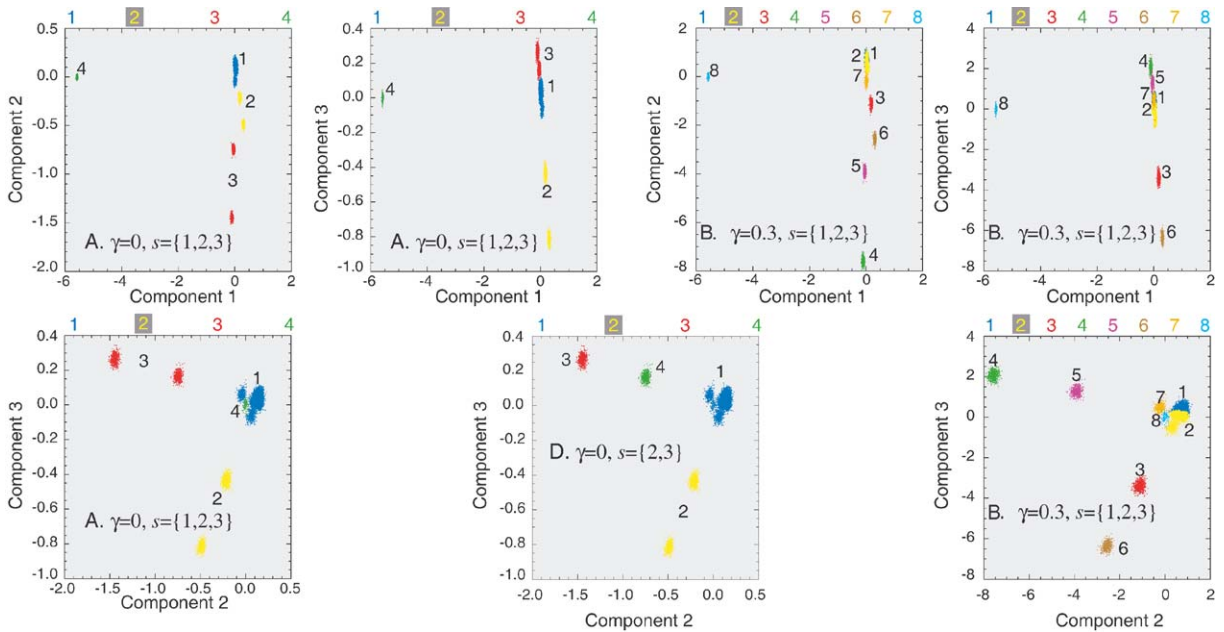 1 2 3 4
0.5
0.0
-0.5
-1.0
-1.5
-2.0
Component 2
4
1
2
3
A. γ=0, s={1,2,3}
-6 -4 -2 0 2
Component 1
1 2 3 4
0.4
0.2
0.0
-0.2
-0.4
-0.6
-0.8
-1.0
Component 3
3
4
1
2
A. γ=0, s={1,2,3}
-6 -4 -2 0 2
Component 1
1 2 3 4 5 6 7 8
2
0
-2
-4
-6
-8
Component 2
2 1
8
7
3
6
5
4
B. γ=0.3, s={1,2,3}
-6 -4 -2 0 2
Component 1
1 2 3 4 5 6 7 8
4
2
0
-2
-4
-6
-8
Component 3
4
5
7 1
8
2
3
6
B. γ=0.3, s={1,2,3}
-6 -4 -2 0 2
Component 1
1 2 3 4
0.4
0.2
0.0
-0.2
-0.4
-0.6
-0.8
-1.0
Component 3
3
1
4
2
A. γ=0, s={1,2,3}
-2.0 -1.5 -1.0 -0.5 0.0 0.5
Component 2
1 2 3 4
0.4
0.2
0.0
-0.2
-0.4
-0.6
-0.8
-1.0
Component 3
3
4
1
D. γ=0, s={2,3}
2
-2.0 -1.5 -1.0 -0.5 0.0 0.5
Component 2
1 2 3 4 5 6 7 8
4
2
0
-2
-4
-6
-8
Component 3
4
5
7 1
8
2
3
B. γ=0.3, s={1,2,3}
6
-8 -6 -4 -2 0 2
Component 2